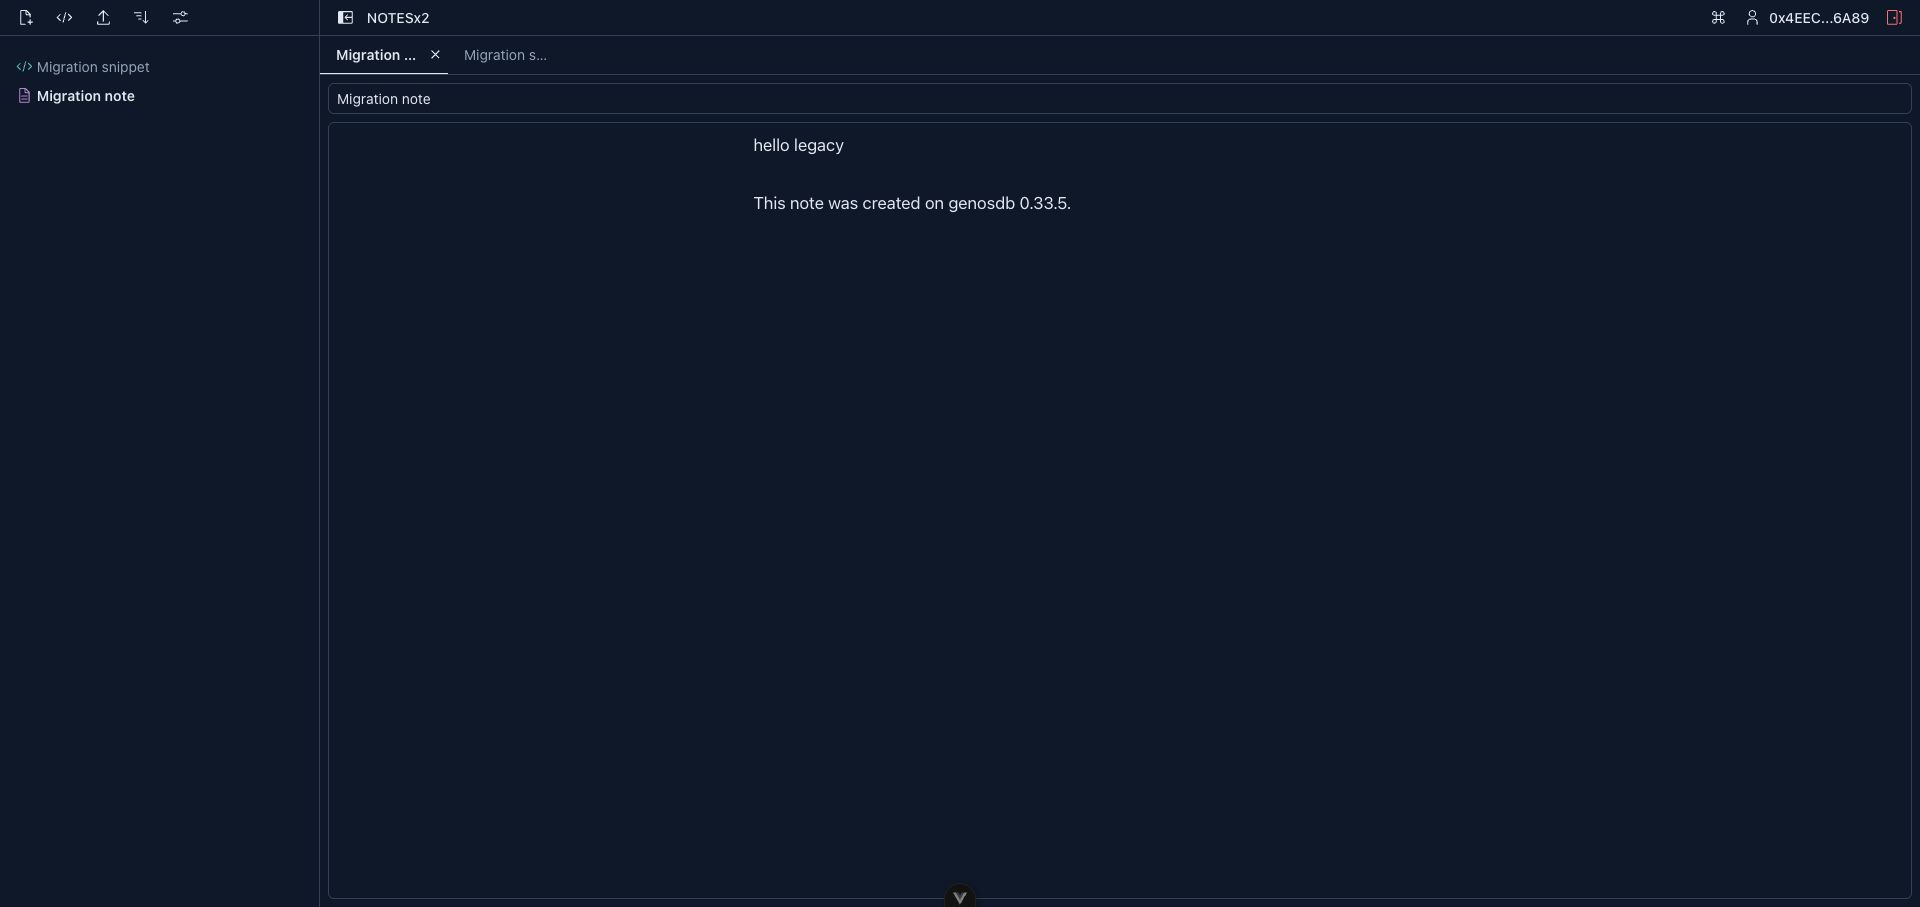 NOTESx2
0x4EEC...6A89
Migration snippet
Migration note
Migration ...
Migration s...
Migration note
hello legacy
This note was created on genosdb 0.33.5.